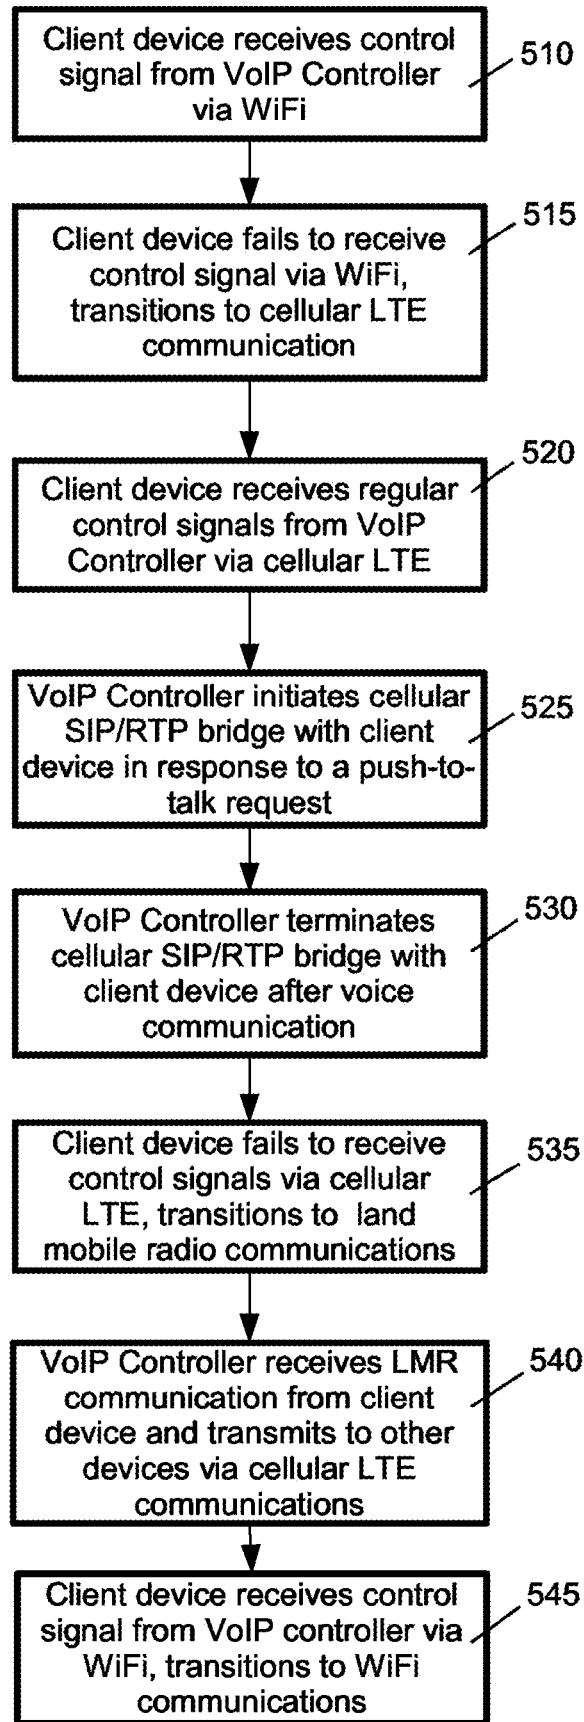 Client device receives control
signal from VoIP Controller
via WiFi
510
Client device fails to receive
control signal via WiFi,
transitions to cellular LTE
communication
515
Client device receives regular
control signals from VoIP
Controller via cellular LTE
520
VoIP Controller initiates cellular
SIP/RTP bridge with client
device in response to a push-to-
talk request
525
VoIP Controller terminates
cellular SIP/RTP bridge with
client device after voice
communication
530
Client device fails to receive
control signals via cellular
LTE, transitions to land
mobile radio communications
535
VoIP Controller receives LMR
communication from client
device and transmits to other
devices via cellular LTE
communications
540
Client device receives control
signal from VoIP controller via
WiFi, transitions to WiFi
communications
545